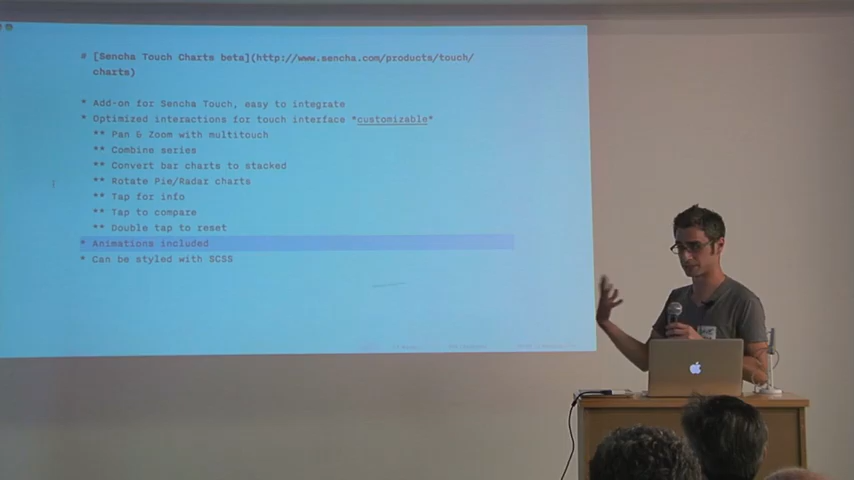 # [Sencha Touch Charts beta](http://www.sencha.com/products/touch/
charts)
* Add-on for Sencha Touch, easy to integrate
* Optimized interactions for touch interface *customizable*
** Pan & Zoom with multitouch
** Combine series
** Convert bar charts to stacked
** Rotate Pie/Radar charts
** Tap for info
** Tap to compare
** Double tap to reset
* Animations included
* Can be styled with SCSS